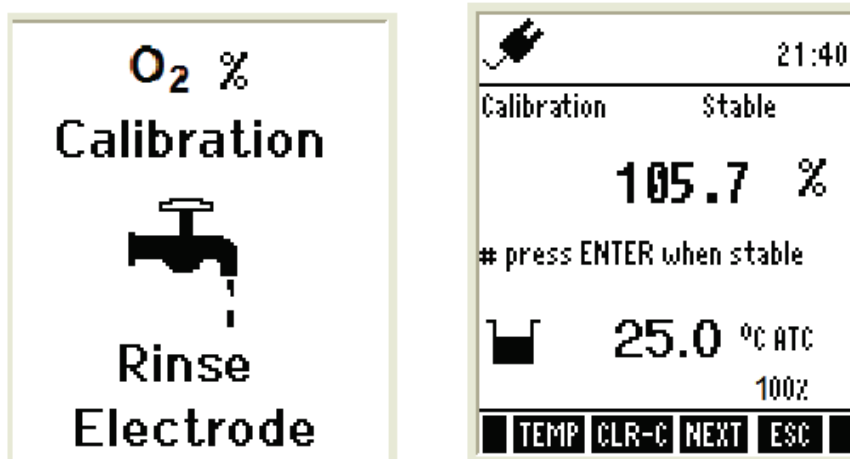 O₂ %
Calibration
Rinse
Electrode
21:40
Calibration Stable
105.7 %
# press ENTER when stable
25.0 ºC ATC
100%
TEMP CLR-C NEXT ESC